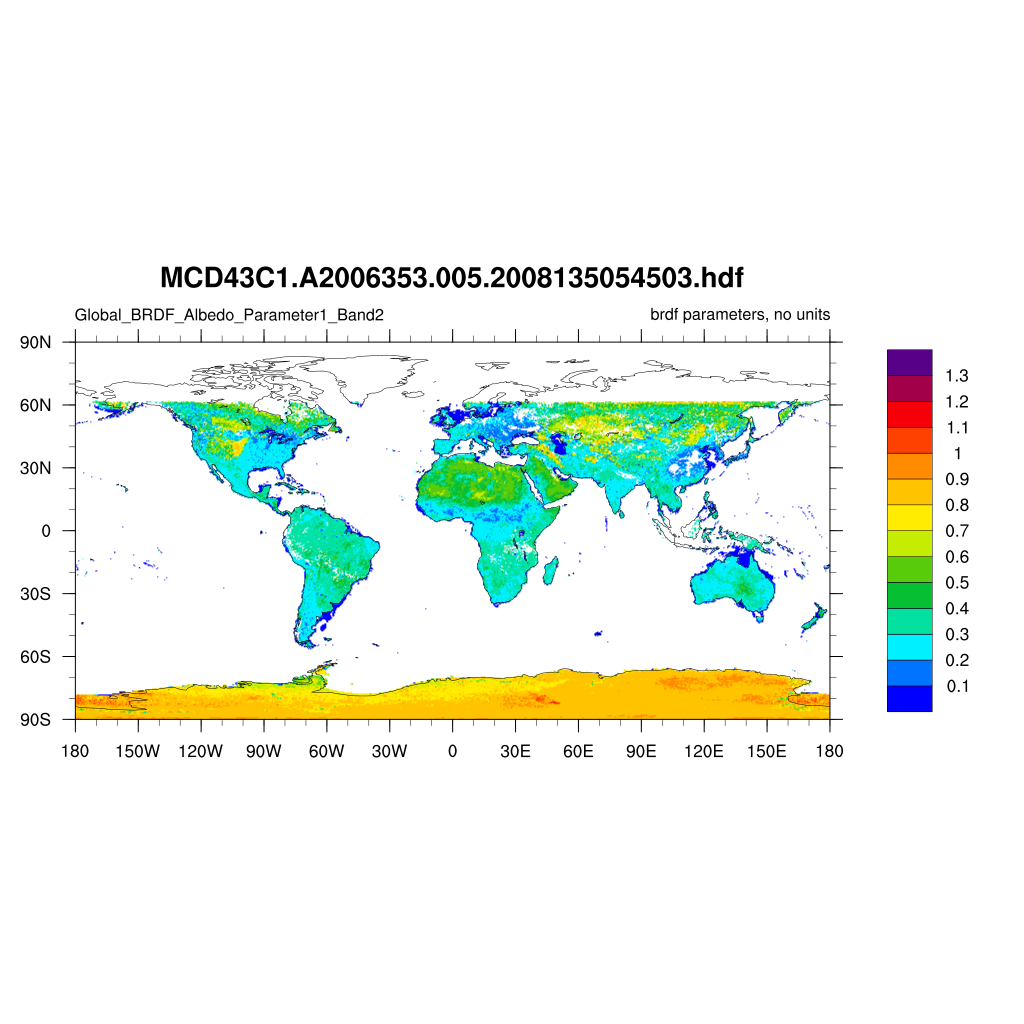 MCD43C1.A2006353.005.2008135054503.hdf
Global_BRDF_Albedo_Parameter1_Band2
brdf parameters, no units
90N
60N
30N
0
30S
60S
90S
180 150W 120W 90W 60W 30W 0 30E 60E 90E 120E 150E 180
1.3
1.2
1.1
1
0.9
0.8
0.7
0.6
0.5
0.4
0.3
0.2
0.1